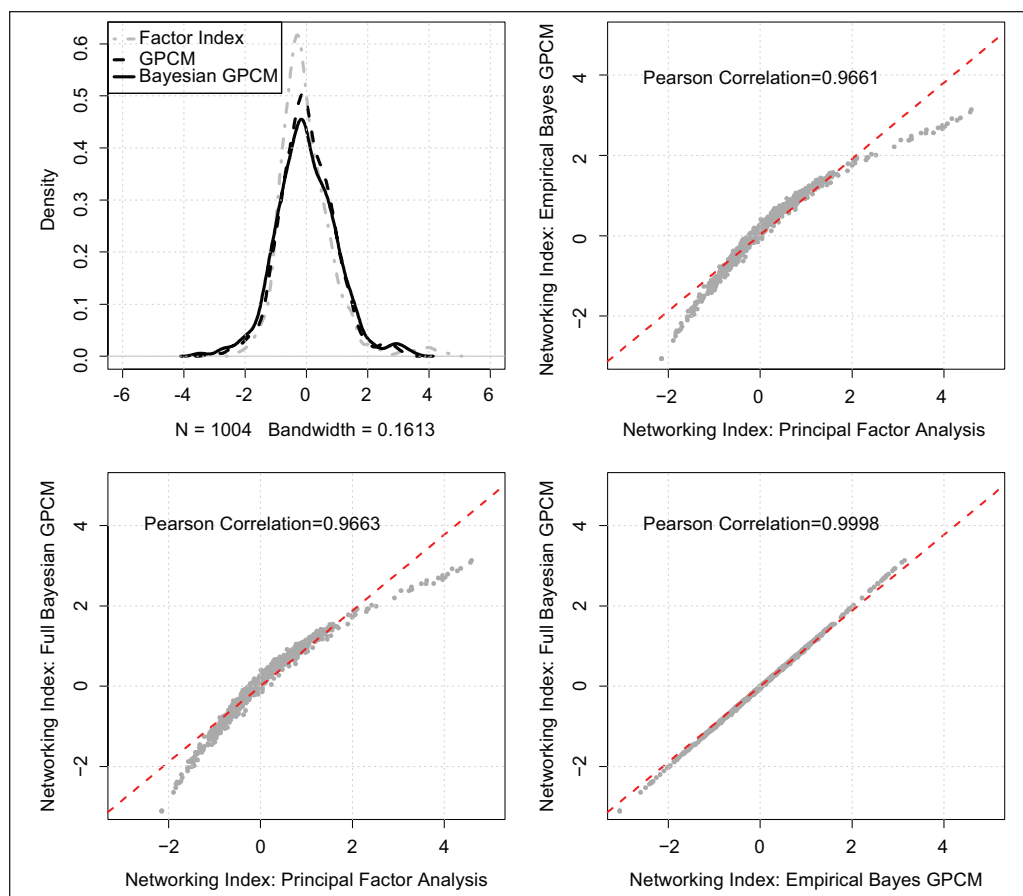 Factor Index
GPCM
Bayesian GPCM
Density
0.0 0.1 0.2 0.3 0.4 0.5 0.6
-6 -4 -2 0 2 4 6
N = 1004 Bandwidth = 0.1613
Pearson Correlation=0.9661
Networking Index: Empirical Bayes GPCM
−2 0 2 4
−2 0 2 4
Networking Index: Principal Factor Analysis
Pearson Correlation=0.9663
Networking Index: Full Bayesian GPCM
−2 0 2 4
−2 0 2 4
Networking Index: Principal Factor Analysis
Pearson Correlation=0.9998
Networking Index: Full Bayesian GPCM
−2 0 2 4
−2 0 2 4
Networking Index: Empirical Bayes GPCM